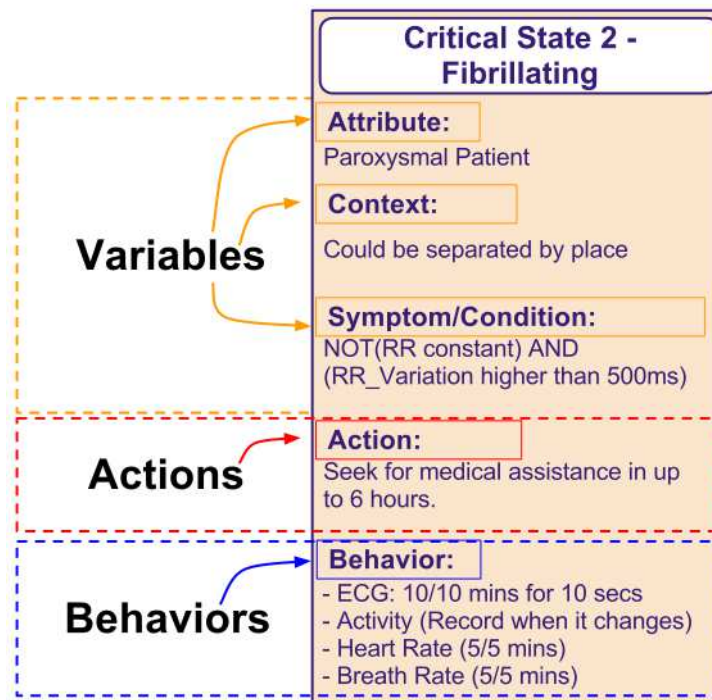 Critical State 2 -
Fibrillating
Variables
Attribute:
Paroxysmal Patient
Context:
Could be separated by place
Symptom/Condition:
NOT(RR constant) AND
(RR_Variation higher than 500ms)
Actions
Action:
Seek for medical assistance in up
to 6 hours.
Behaviors
Behavior:
- ECG: 10/10 mins for 10 secs
- Activity (Record when it changes)
- Heart Rate (5/5 mins)
- Breath Rate (5/5 mins)